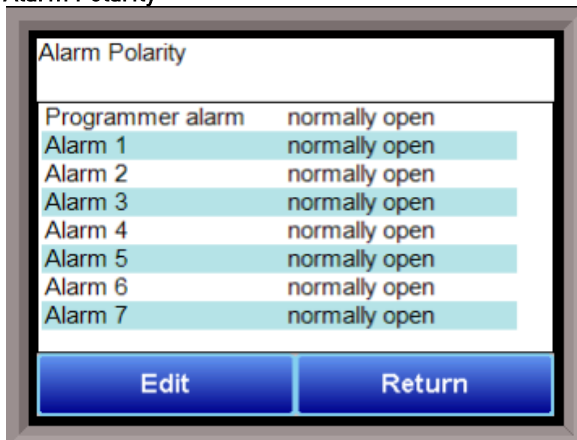 Alarm Polarity
Alarm Polarity
Programmer alarm normally open
Alarm 1 normally open
Alarm 2 normally open
Alarm 3 normally open
Alarm 4 normally open
Alarm 5 normally open
Alarm 6 normally open
Alarm 7 normally open
Edit Return